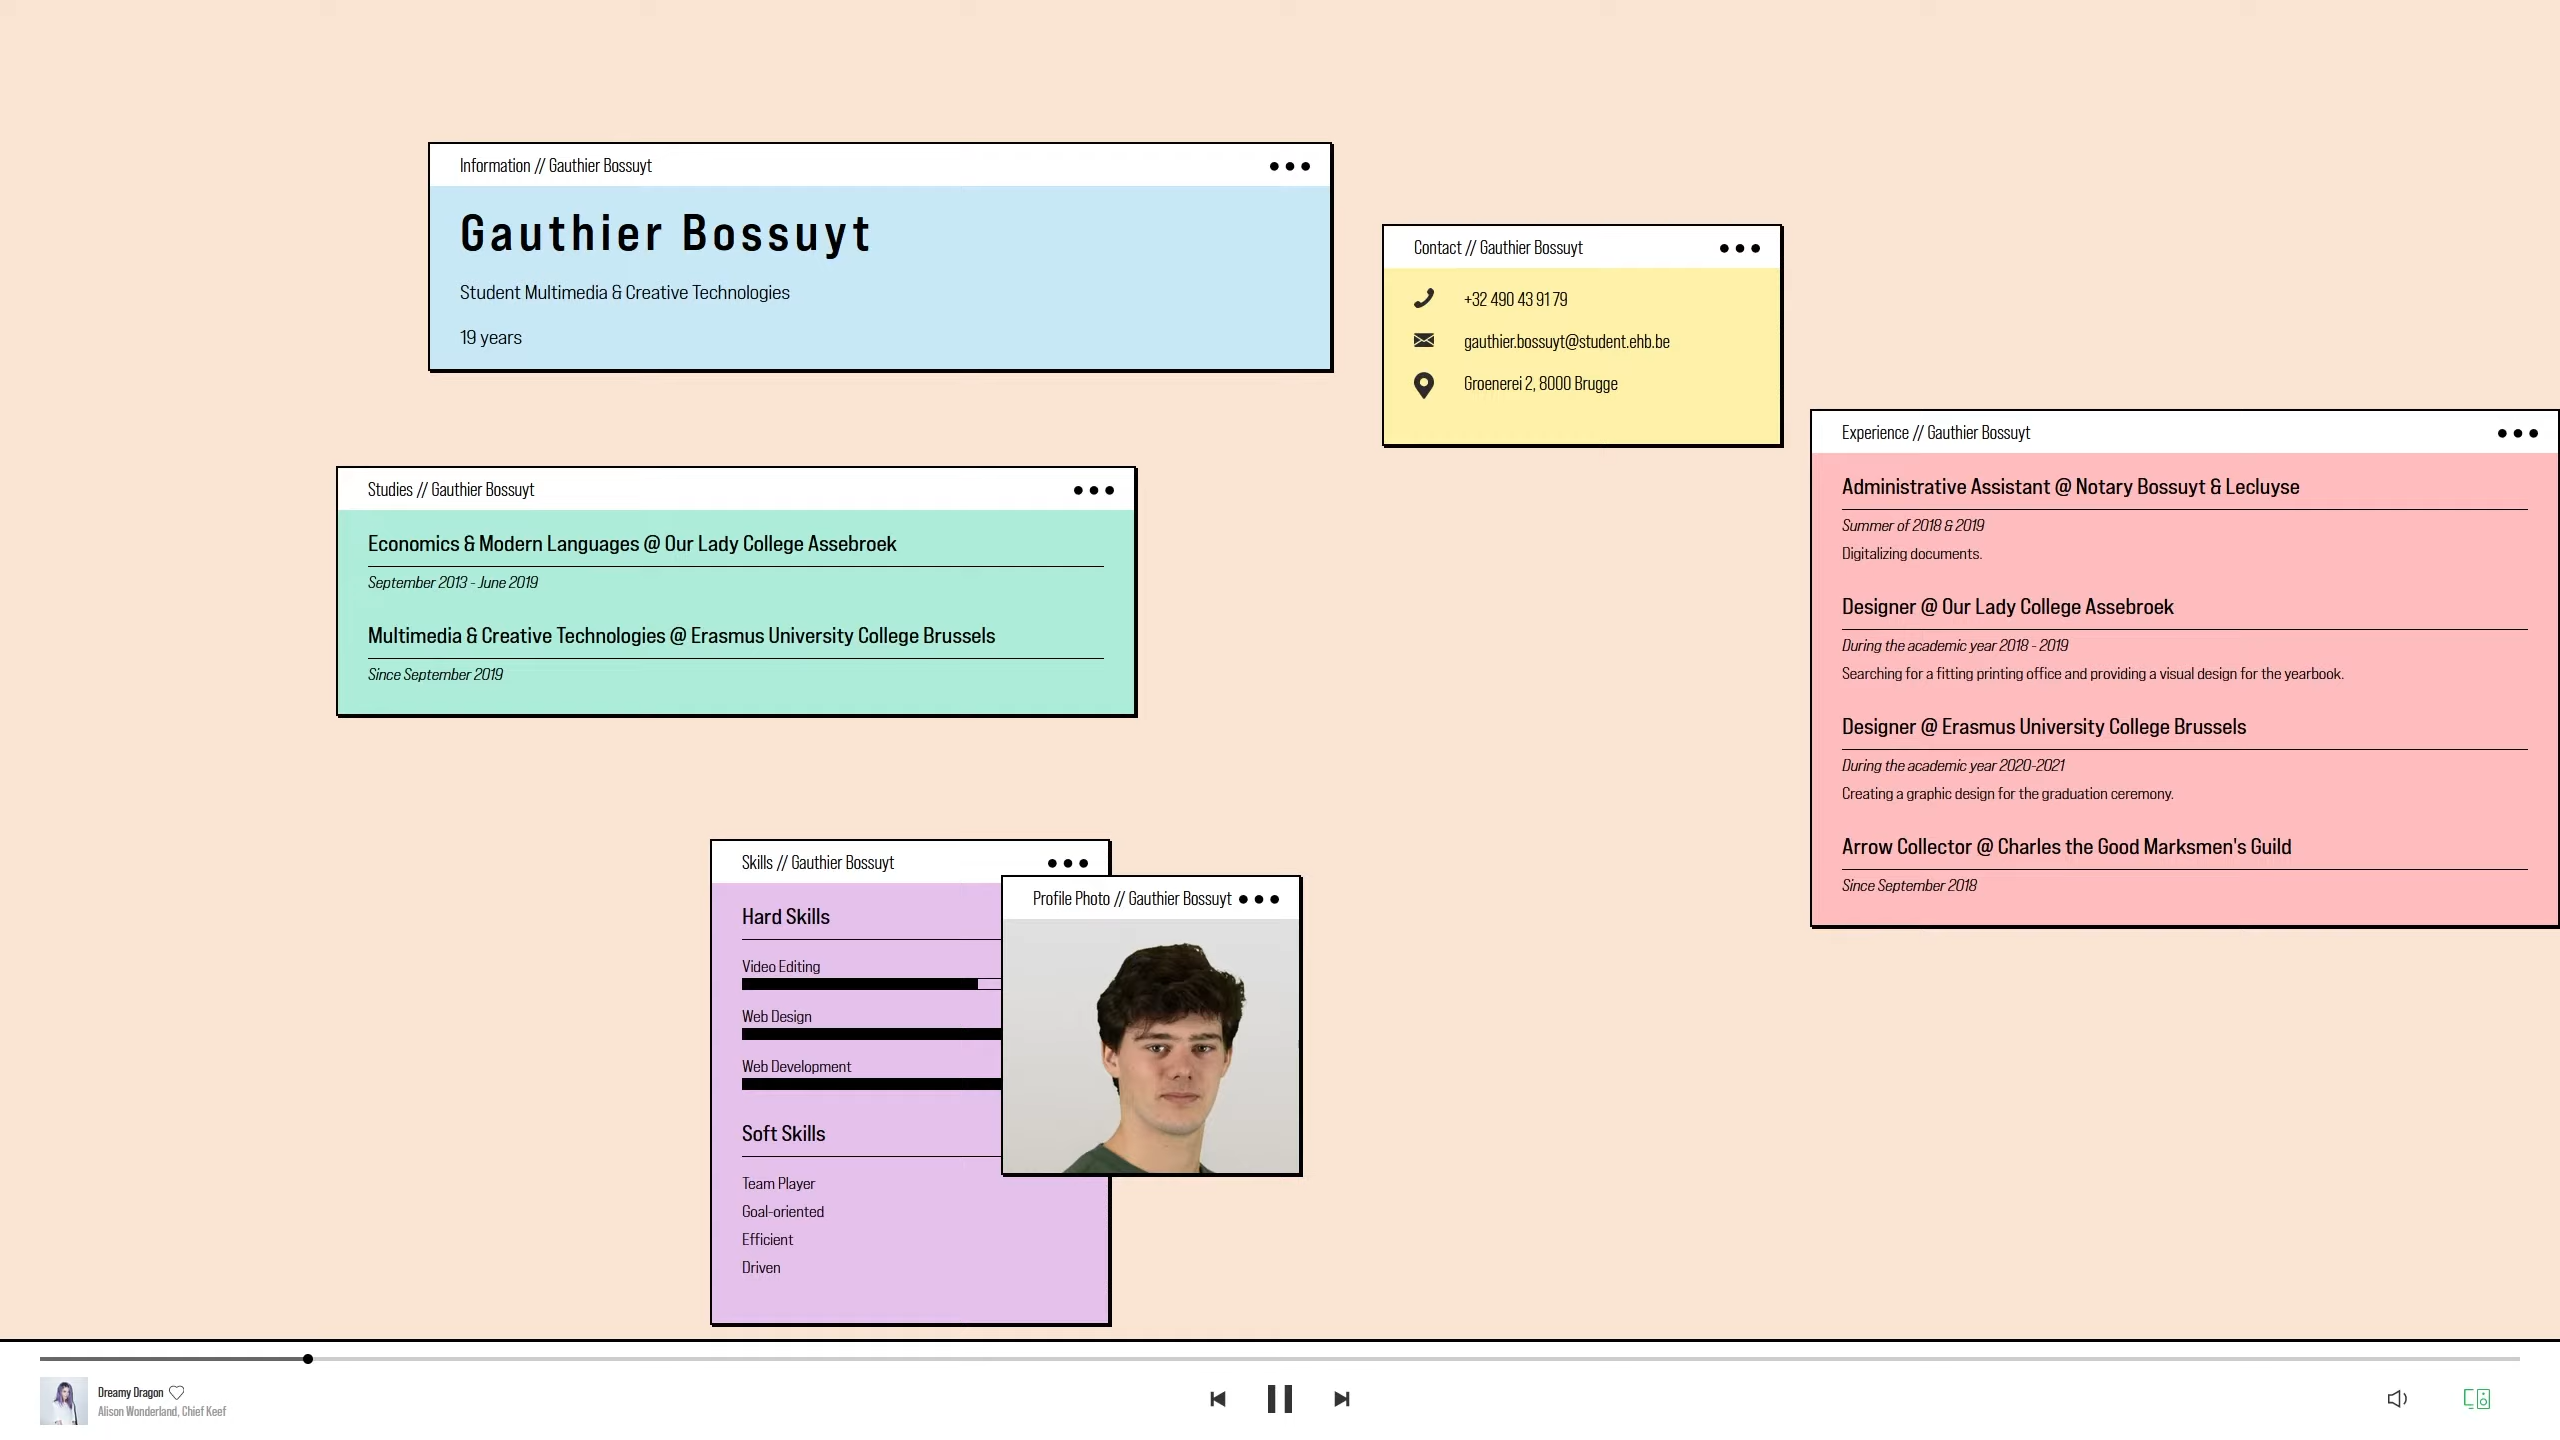 Information // Gauthier Bossuyt
Gauthier Bossuyt
Student Multimedia & Creative Technologies
19 years
Contact // Gauthier Bossuyt
+32 490 43 91 79
gauthier.bossuyt@student.ehb.be
Groenerei 2, 8000 Brugge
Studies // Gauthier Bossuyt
Economics & Modern Languages @ Our Lady College Assebroek
September 2013 - June 2019
Multimedia & Creative Technologies @ Erasmus University College Brussels
Since September 2019
Experience // Gauthier Bossuyt
Administrative Assistant @ Notary Bossuyt & Lecluyse
Summer of 2018 & 2019
Digitalizing documents.
Designer @ Our Lady College Assebroek
During the academic year 2018 - 2019
Searching for a fitting printing office and providing a visual design for the yearbook.
Designer @ Erasmus University College Brussels
During the academic year 2020-2021
Creating a graphic design for the graduation ceremony.
Arrow Collector @ Charles the Good Marksmen's Guild
Since September 2018
Skills // Gauthier Bossuyt
Hard Skills
Video Editing
Web Design
Web Development
Soft Skills
Team Player
Goal-oriented
Efficient
Driven
Profile Photo // Gauthier Bossuyt
Dreamy Dragon
Alison Wonderland, Chief Keef